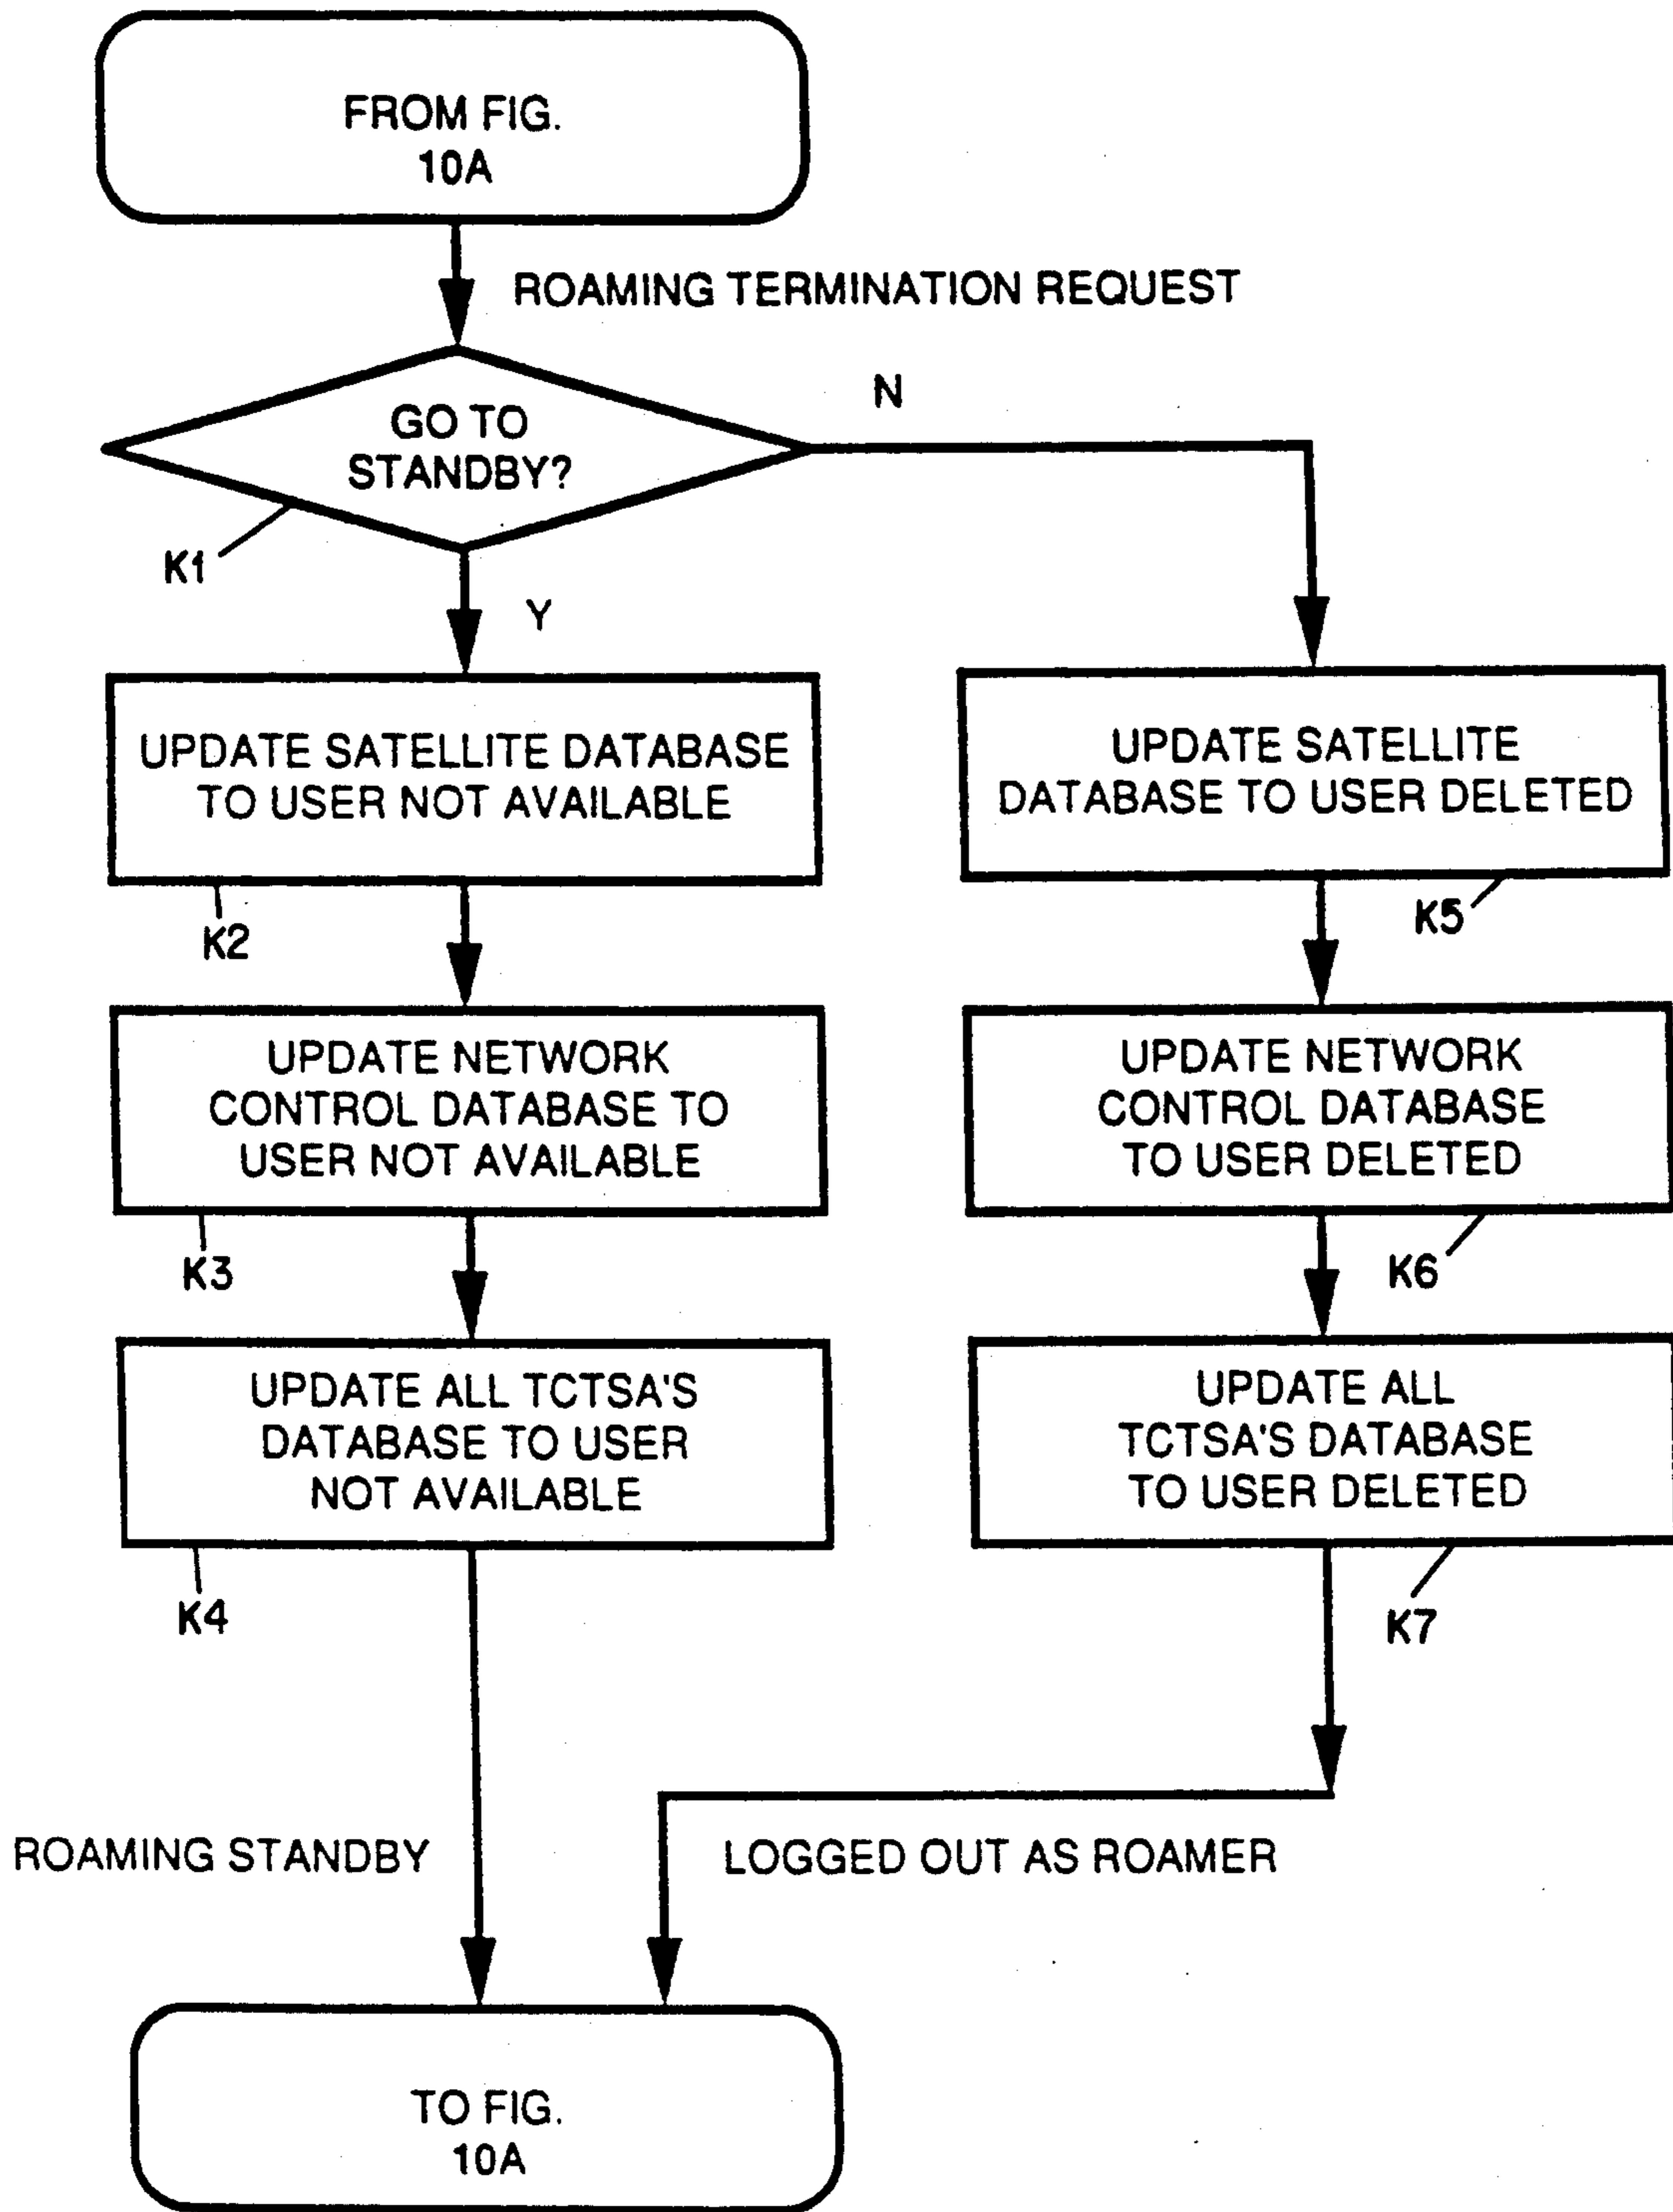 FROM FIG.
10A
ROAMING TERMINATION REQUEST
GO TO
STANDBY?
N
K1
Y
UPDATE SATELLITE DATABASE
TO USER NOT AVAILABLE
K2
UPDATE SATELLITE
DATABASE TO USER DELETED
K5
UPDATE NETWORK
CONTROL DATABASE TO
USER NOT AVAILABLE
K3
UPDATE NETWORK
CONTROL DATABASE
TO USER DELETED
K6
UPDATE ALL TCTSA'S
DATABASE TO USER
NOT AVAILABLE
K4
UPDATE ALL
TCTSA'S DATABASE
TO USER DELETED
K7
ROAMING STANDBY
LOGGED OUT AS ROAMER
TO FIG.
10A